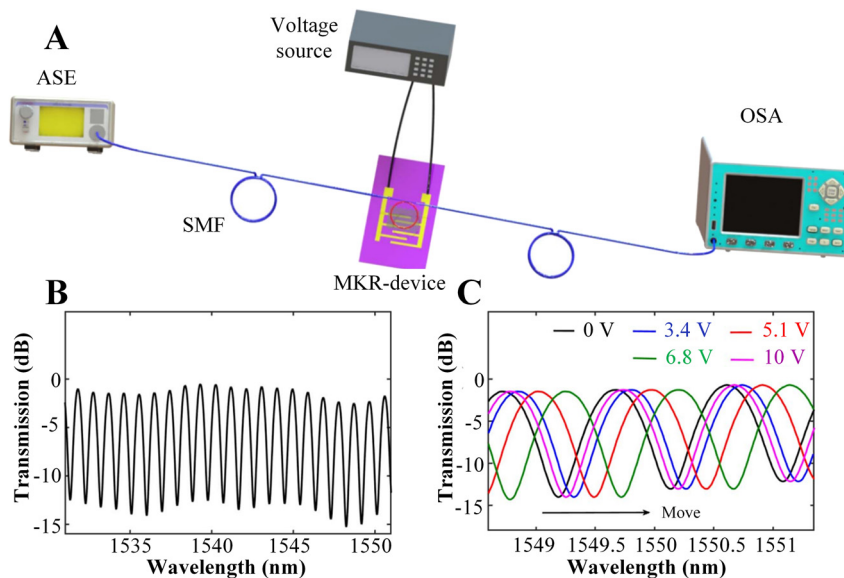 A
Voltage
source
ASE
OSA
SMF
MKR-device
B
Transmission (dB)
0
-5
-10
-15
1535
1540
1545
1550
Wavelength (nm)
C
0 V
3.4 V
5.1 V
6.8 V
10 V
Transmission (dB)
0
-5
-10
-15
Move
1549
1549.5
1550
1550.5
1551
Wavelength (nm)